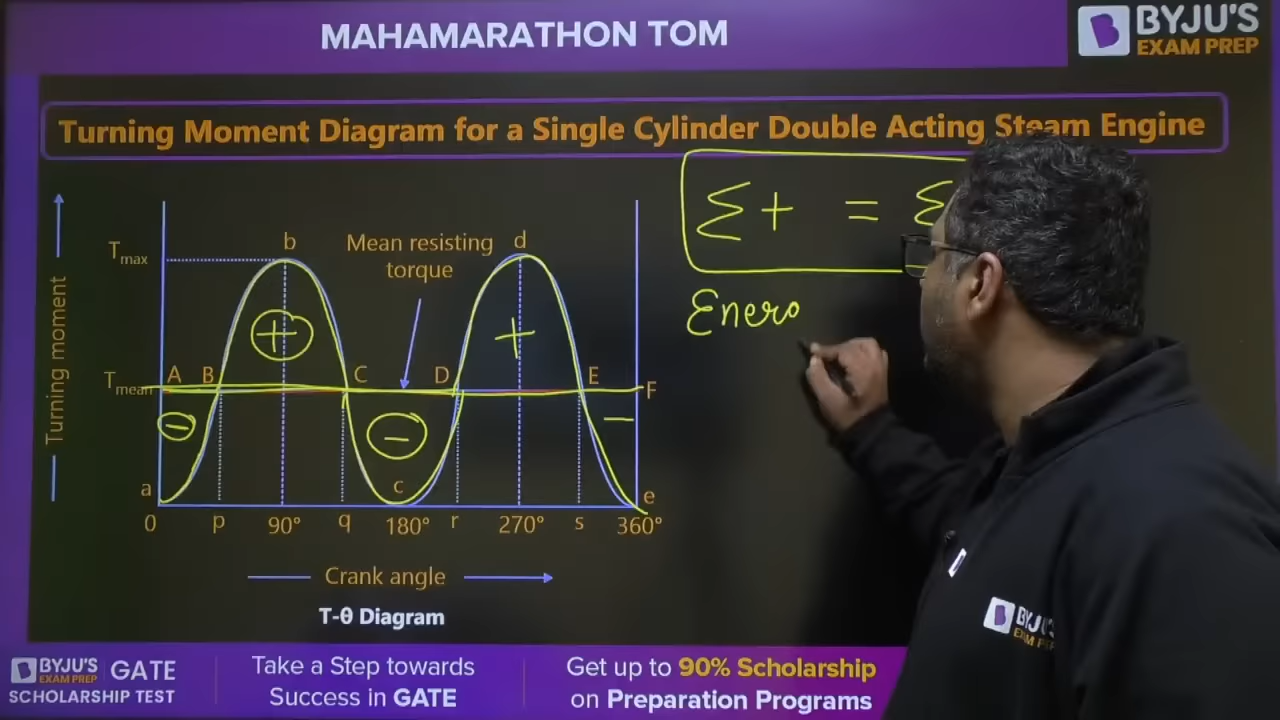 MAHAMARATHON TOM
BYJU'S
EXAM PREP
Turning Moment Diagram for a Single Cylinder Double Acting Steam Engine
Σ+ = Σ
Enero
Turning moment
Tmax
Tmean
b
Mean resisting
torque
d
+
+
A
B
C
D
E
F
−
−
−
a
c
e
0
p
90°
q
180°
r
270°
s
360°
Crank angle
T-θ Diagram
BYJU'S
EXAM PREP
GATE
SCHOLARSHIP TEST
Take a Step towards
Success in GATE
Get up to 90% Scholarship
on Preparation Programs